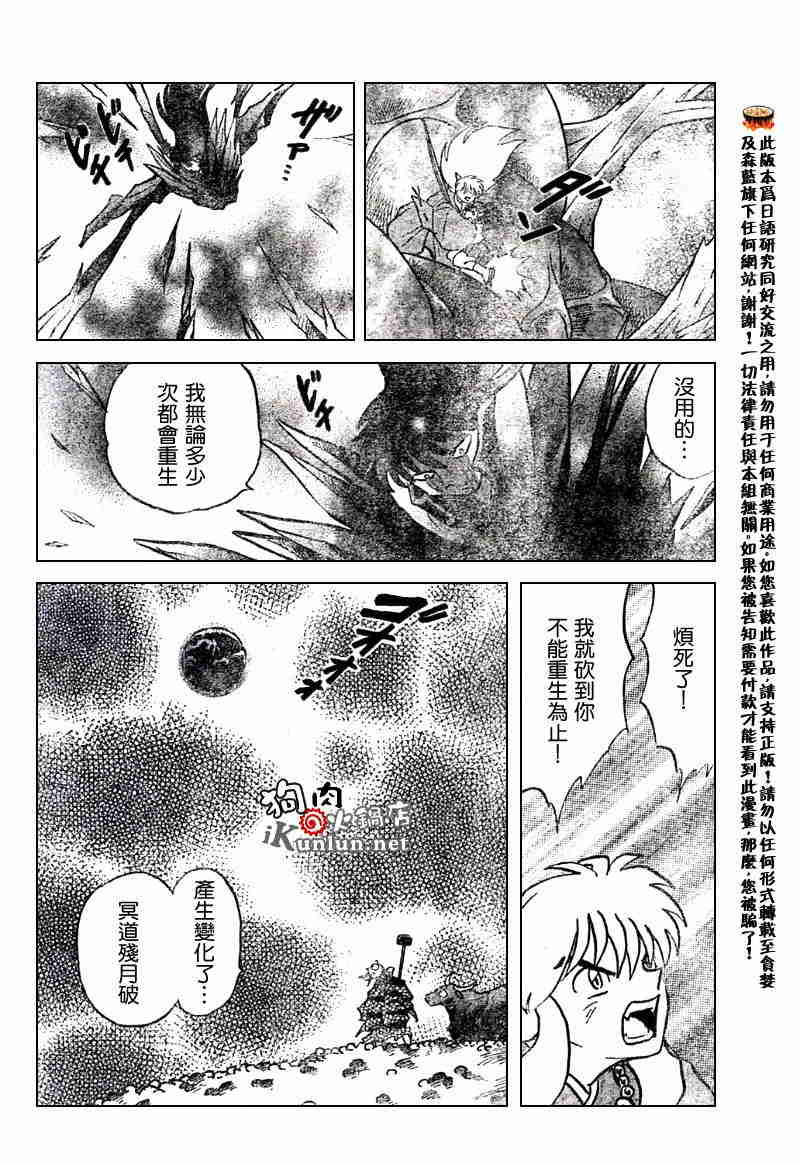 ビチ
ビチ
ザァ…
ビシ
沒用的…
我無論多少
次都會重生
ビシ
煩死了！
我就砍到你
不能重生為止！
ゴオオオ
產生變化了…
冥道殘月破
狗肉
火鍋店
iKunlun.net
此版本爲日語研究同好交流之用，請勿用于任何商業用途。如您喜歡此作品，請支持正版！請勿以任何形式轉載至貪婪
及森藍旗下任何網站，謝謝！一切法律責任與本組無關。如果您被告知需要付款才能看到此漫畫，那麽，您被騙了！